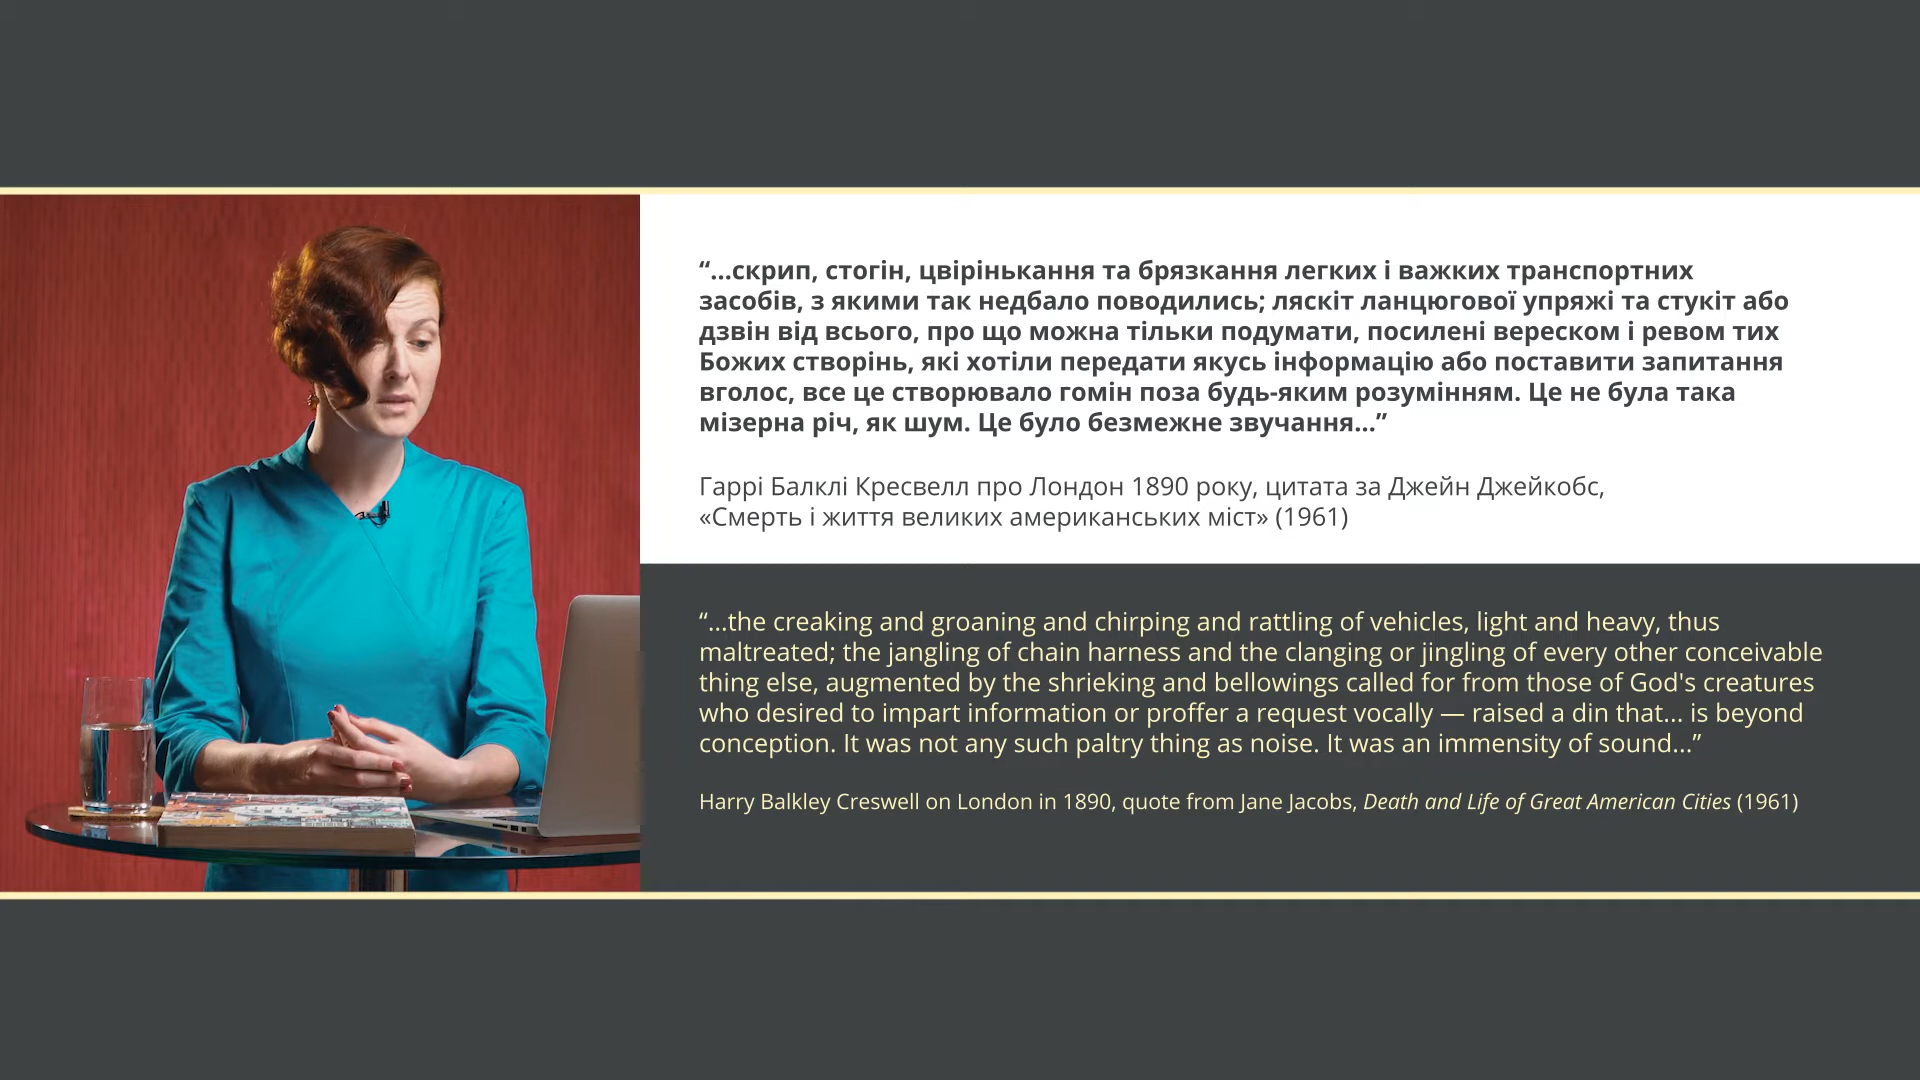 “...скрип, стогін, цвірінькання та брязкання легких і важких транспортних
засобів, з якими так недбало поводились; ляскіт ланцюгової упряжі та стукіт або
дзвін від всього, про що можна тільки подумати, посилені вереском і ревом тих
Божих створінь, які хотіли передати якусь інформацію або поставити запитання
вголос, все це створювало гомін поза будь-яким розумінням. Це не була така
мізерна річ, як шум. Це було безмежне звучання...”
Гаррі Балклі Кресвелл про Лондон 1890 року, цитата за Джейн Джейкобс,
«Смерть і життя великих американських міст» (1961)
“...the creaking and groaning and chirping and rattling of vehicles, light and heavy, thus
maltreated; the jangling of chain harness and the clanging or jingling of every other conceivable
thing else, augmented by the shrieking and bellowings called for from those of God's creatures
who desired to impart information or proffer a request vocally — raised a din that... is beyond
conception. It was not any such paltry thing as noise. It was an immensity of sound...”
Harry Balkley Creswell on London in 1890, quote from Jane Jacobs, Death and Life of Great American Cities (1961)